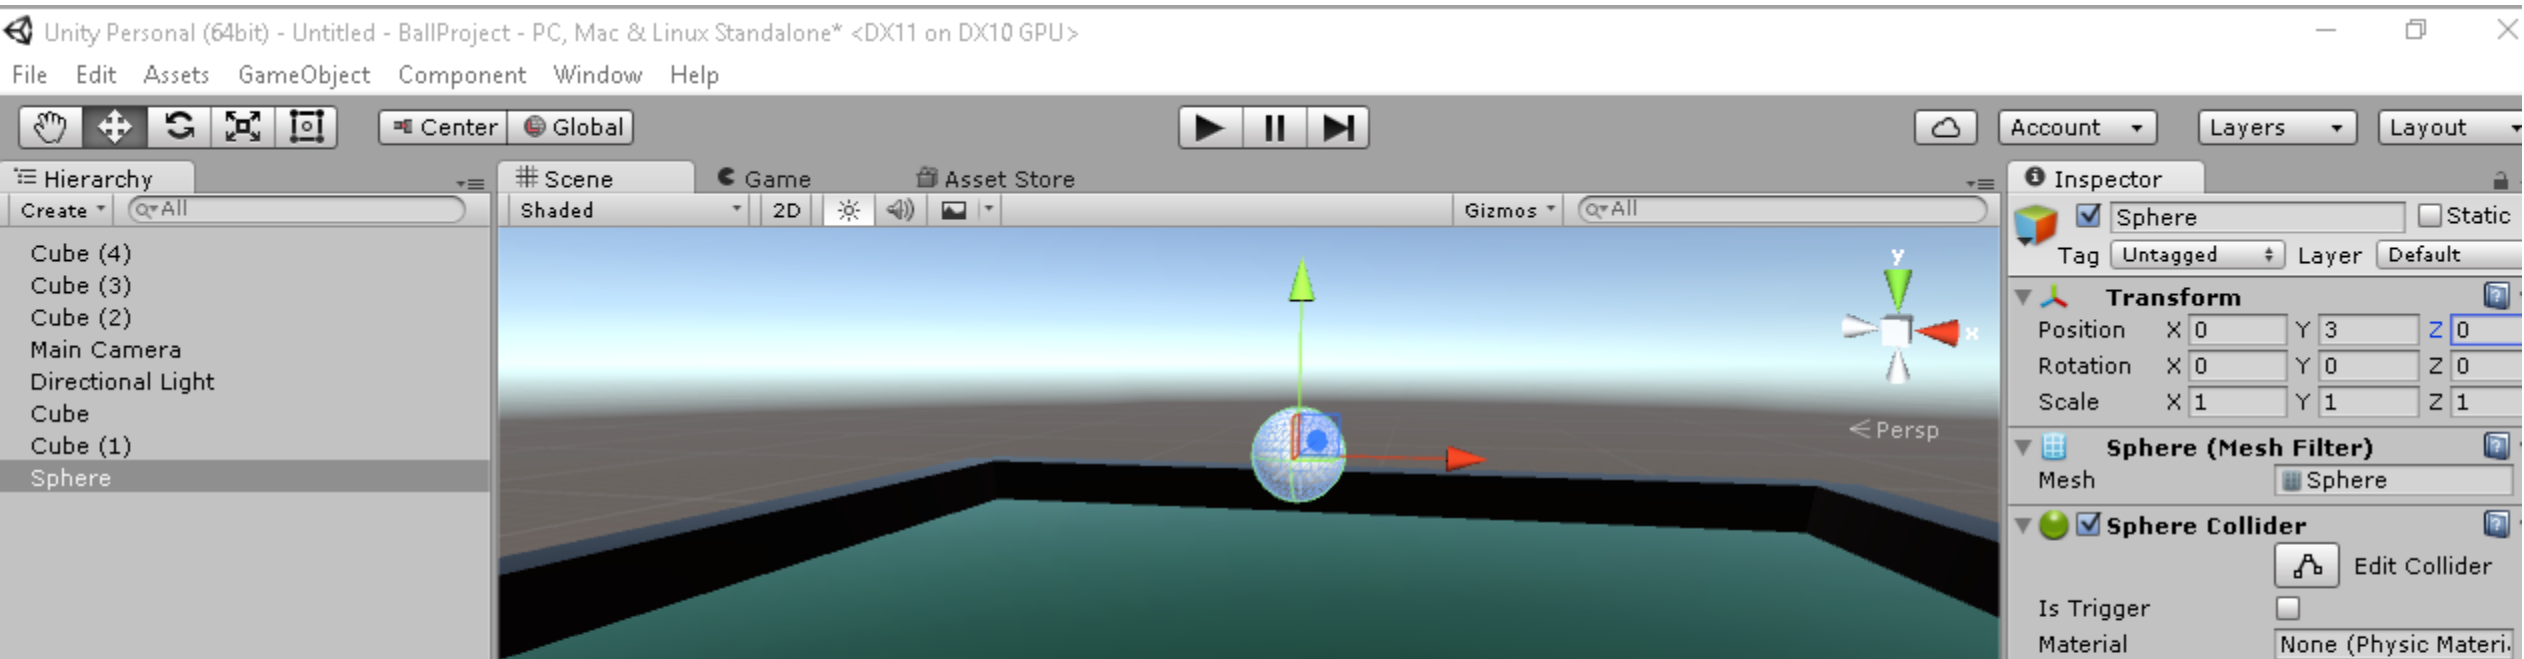 Unity Personal (64bit) - Untitled - BallProject - PC, Mac & Linux Standalone* <DX11 on DX10 GPU>
File Edit Assets GameObject Component Window Help
Center Global Account Layers Layout
Hierarchy
Create All
Cube (4)
Cube (3)
Cube (2)
Main Camera
Directional Light
Cube
Cube (1)
Sphere
Scene Game Asset Store
Shaded 2D Gizmos All
y
x
Persp
Inspector
Sphere Static
Tag Untagged Layer Default
Transform
Position X 0 Y 3 Z 0
Rotation X 0 Y 0 Z 0
Scale X 1 Y 1 Z 1
Sphere (Mesh Filter)
Mesh Sphere
Sphere Collider
Edit Collider
Is Trigger
Material None (Physic Materi